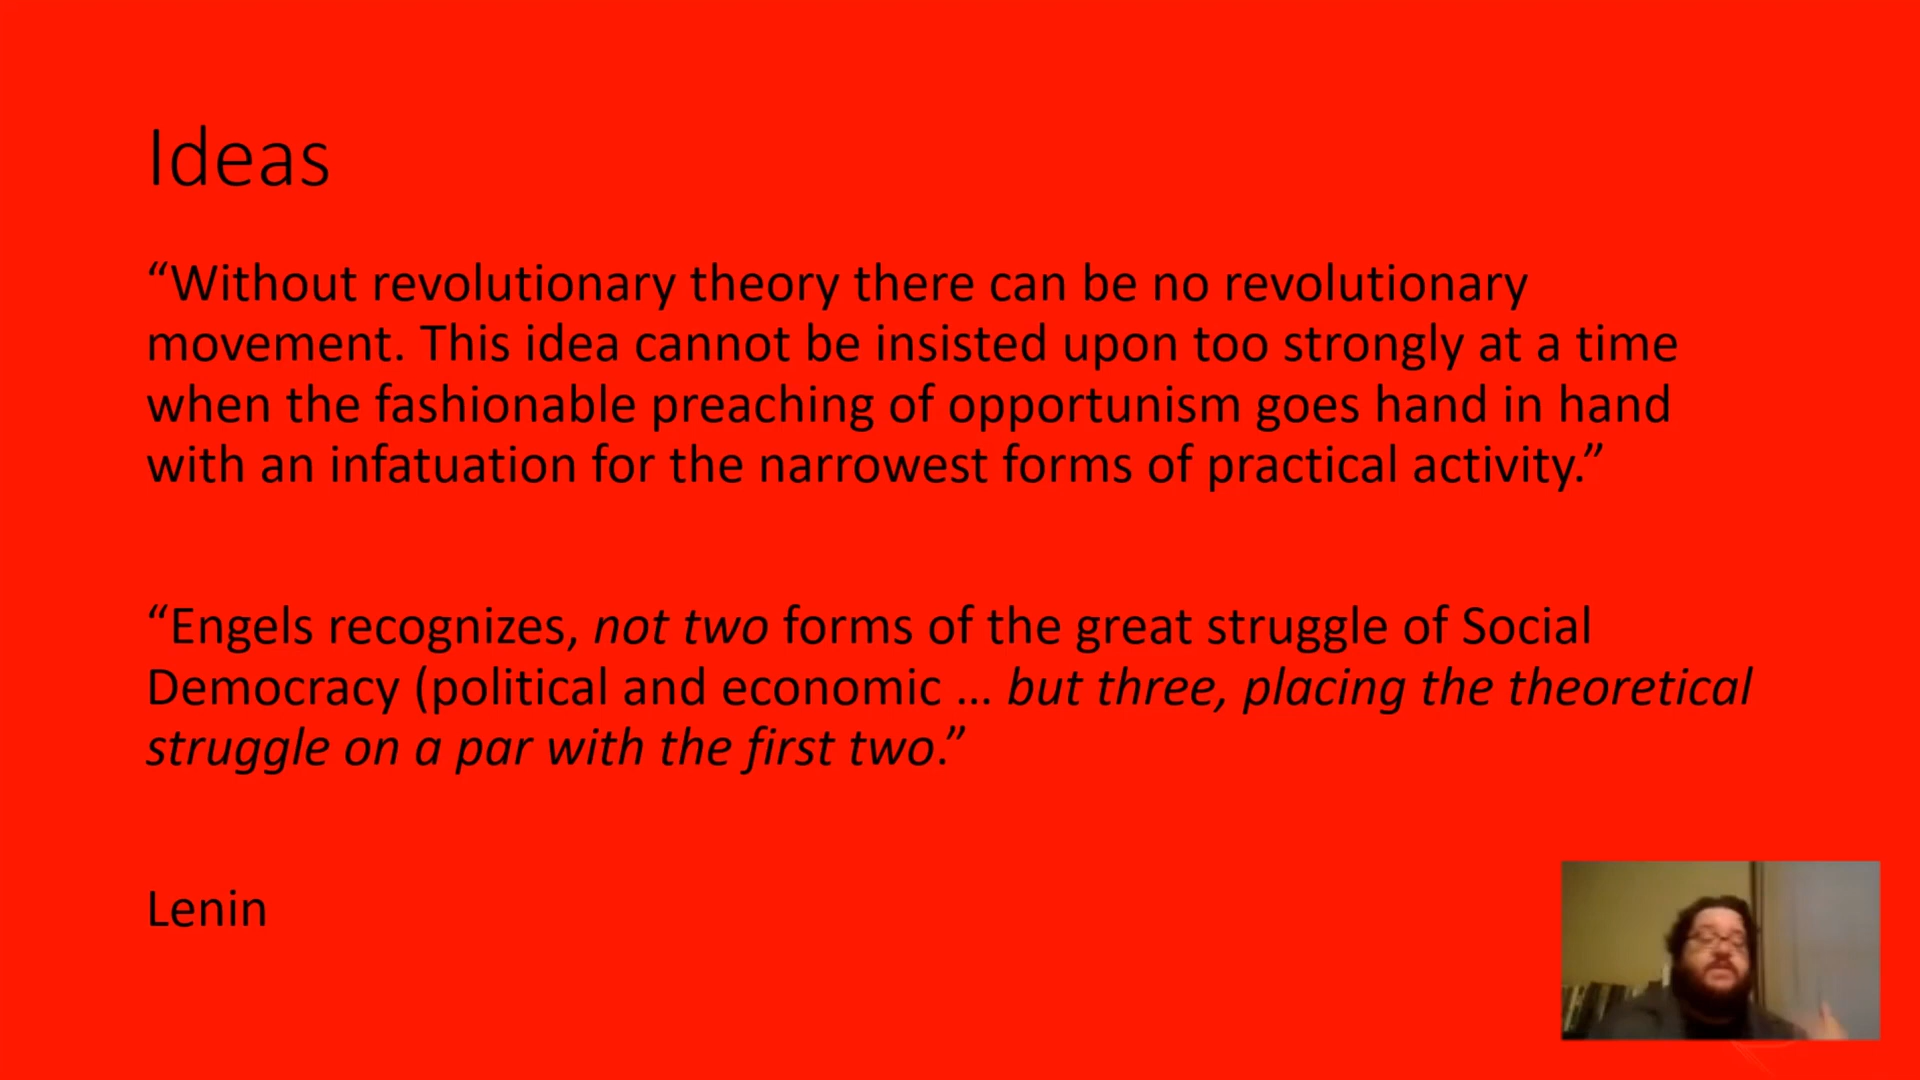 Ideas
“Without revolutionary theory there can be no revolutionary
movement. This idea cannot be insisted upon too strongly at a time
when the fashionable preaching of opportunism goes hand in hand
with an infatuation for the narrowest forms of practical activity.”
“Engels recognizes, not two forms of the great struggle of Social
Democracy (political and economic … but three, placing the theoretical
struggle on a par with the first two.”
Lenin